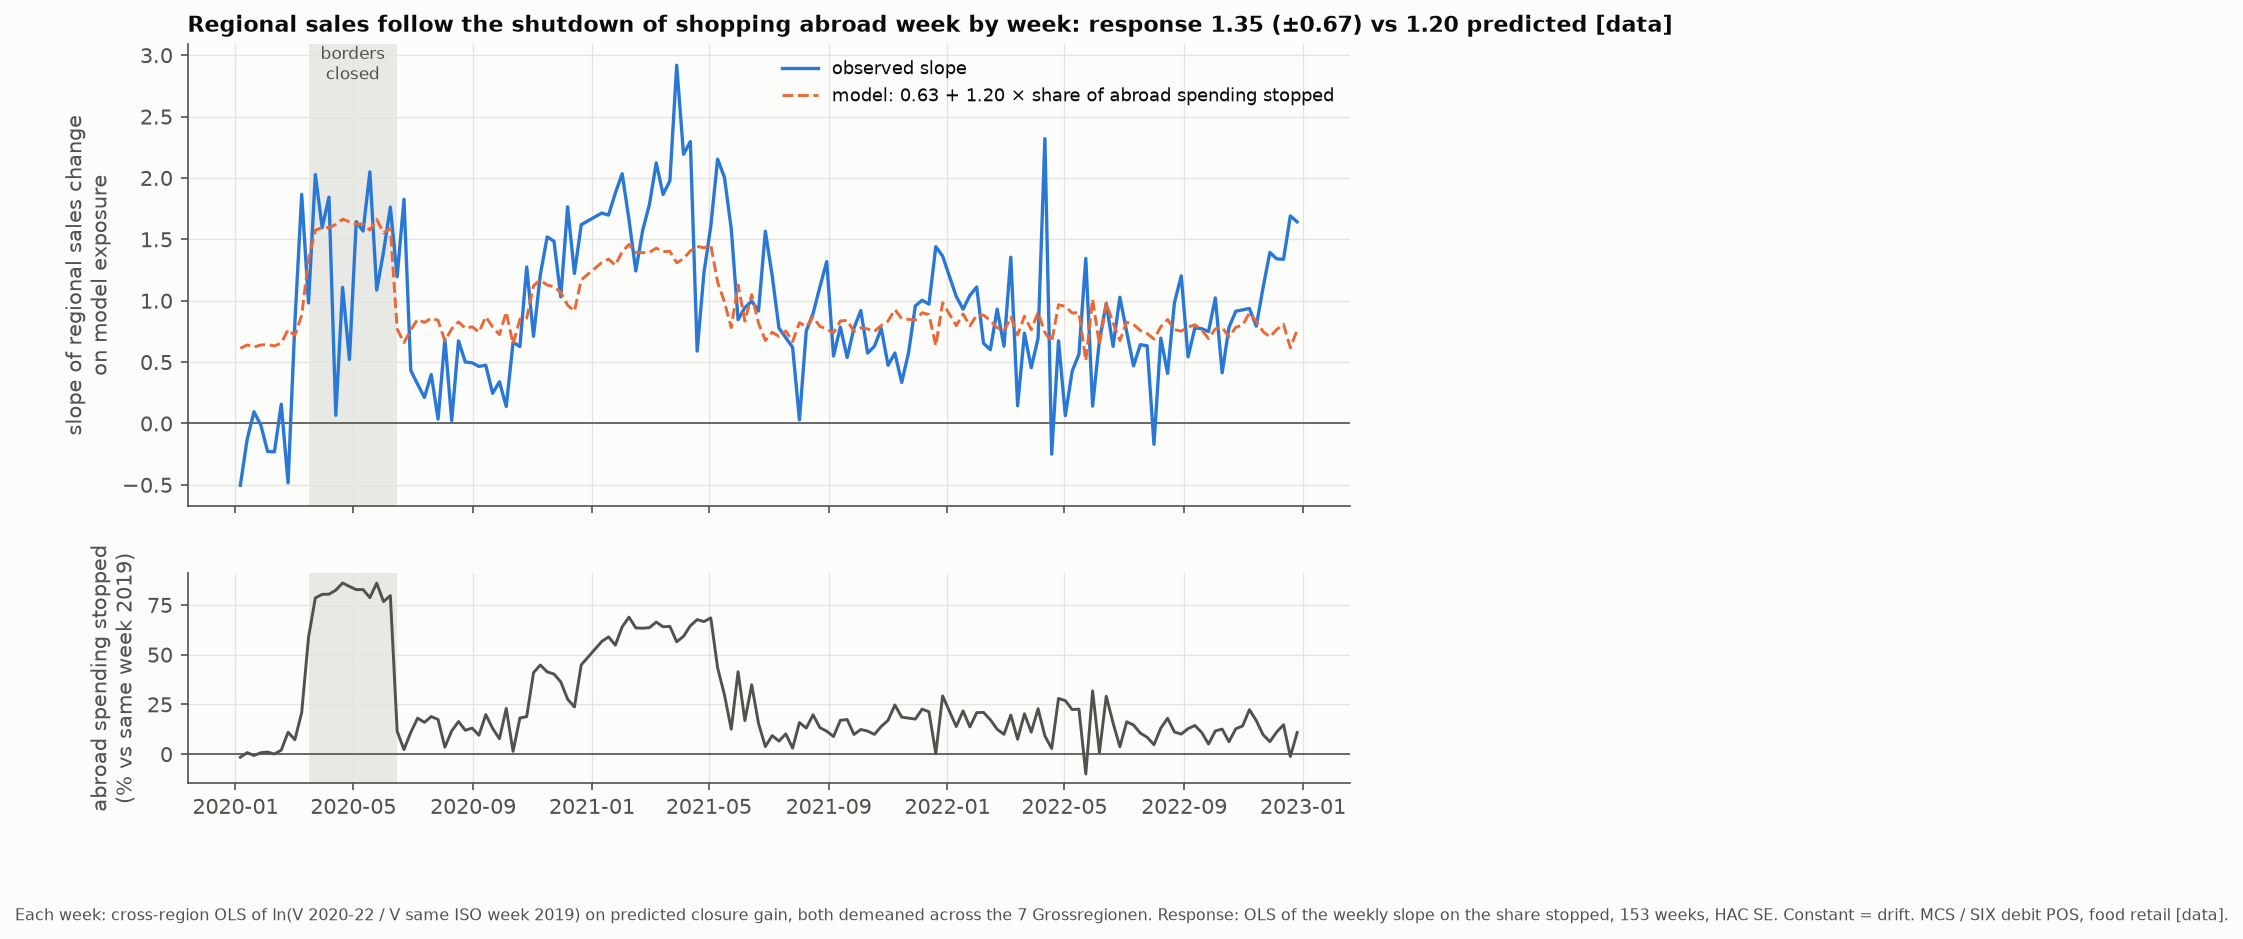 Regional sales follow the shutdown of shopping abroad week by week: response 1.35 (±0.67) vs 1.20 predicted [data]
borders
closed
observed slope
model: 0.63 + 1.20 × share of abroad spending stopped
slope of regional sales change
on model exposure
3.0
2.5
2.0
1.5
1.0
0.5
0.0
−0.5
abroad spending stopped
(% vs same week 2019)
75
50
25
0
2020-01
2020-05
2020-09
2021-01
2021-05
2021-09
2022-01
2022-05
2022-09
2023-01
Each week: cross-region OLS of ln(V 2020-22 / V same ISO week 2019) on predicted closure gain, both demeaned across the 7 Grossregionen. Response: OLS of the weekly slope on the share stopped, 153 weeks, HAC SE. Constant = drift. MCS / SIX debit POS, food retail [data].